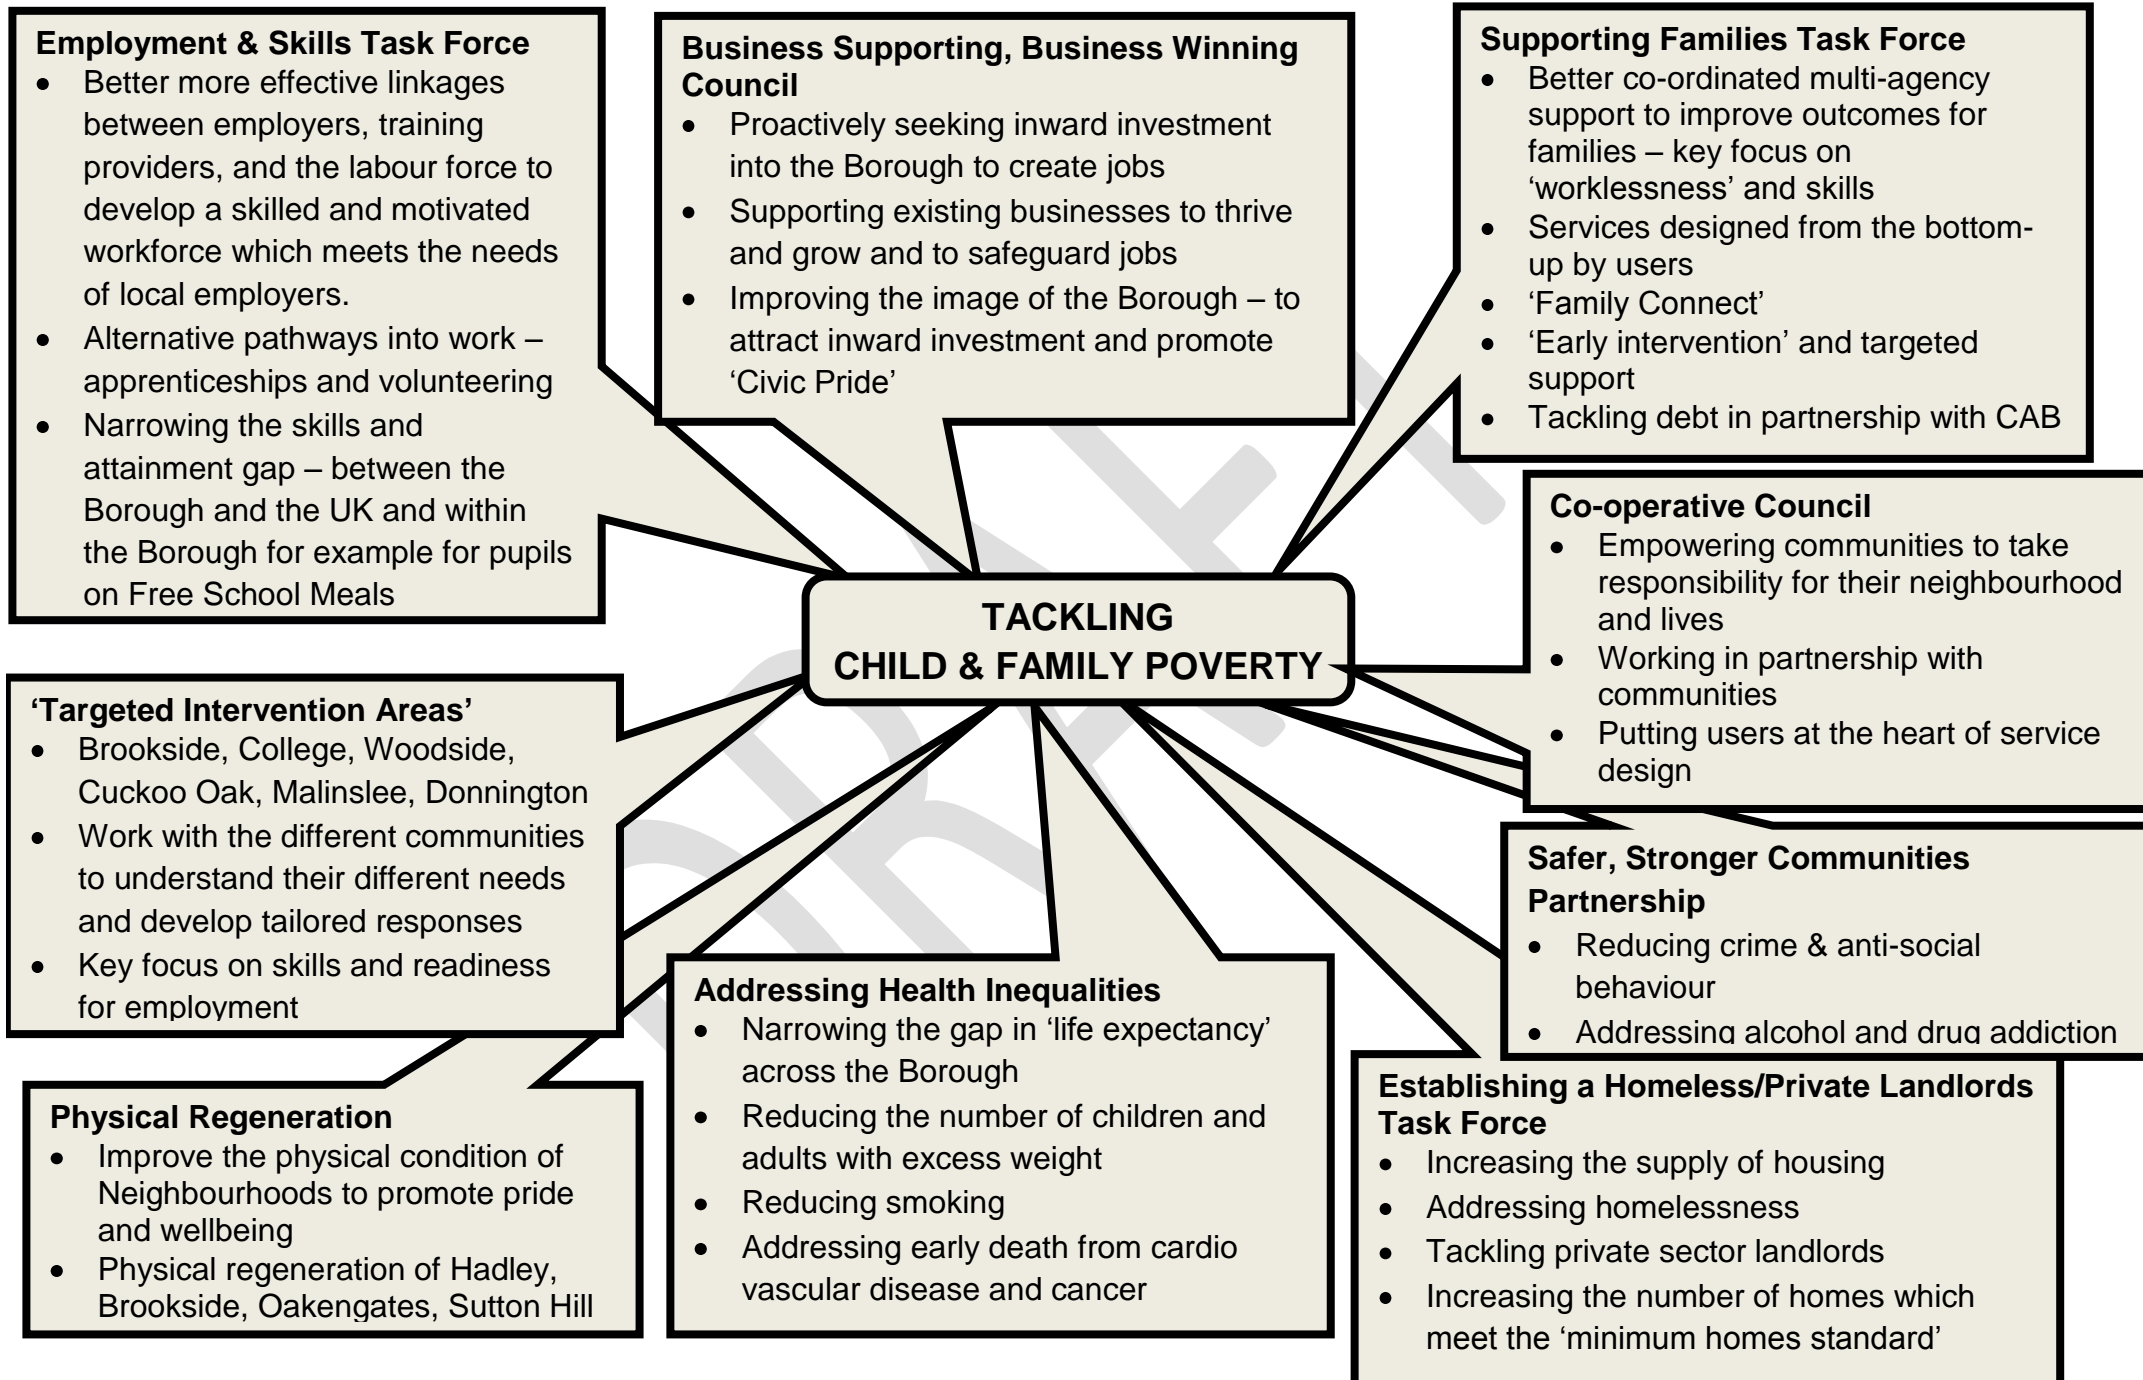 Employment & Skills Task Force
• Better more effective linkages
between employers, training
providers, and the labour force to
develop a skilled and motivated
workforce which meets the needs
of local employers.
• Alternative pathways into work –
apprenticeships and volunteering
• Narrowing the skills and
attainment gap – between the
Borough and the UK and within
the Borough for example for pupils
on Free School Meals
Business Supporting, Business Winning
Council
• Proactively seeking inward investment
into the Borough to create jobs
• Supporting existing businesses to thrive
and grow and to safeguard jobs
• Improving the image of the Borough – to
attract inward investment and promote
‘Civic Pride’
Supporting Families Task Force
• Better co-ordinated multi-agency
support to improve outcomes for
families – key focus on
‘worklessness’ and skills
• Services designed from the bottom-
up by users
• ‘Family Connect’
• ‘Early intervention’ and targeted
support
• Tackling debt in partnership with CAB
Co-operative Council
• Empowering communities to take
responsibility for their neighbourhood
and lives
• Working in partnership with
communities
• Putting users at the heart of service
design
TACKLING
CHILD & FAMILY POVERTY
‘Targeted Intervention Areas’
• Brookside, College, Woodside,
Cuckoo Oak, Malinslee, Donnington
• Work with the different communities
to understand their different needs
and develop tailored responses
• Key focus on skills and readiness
for employment
Safer, Stronger Communities
Partnership
• Reducing crime & anti-social
behaviour
• Addressing alcohol and drug addiction
Physical Regeneration
• Improve the physical condition of
Neighbourhoods to promote pride
and wellbeing
• Physical regeneration of Hadley,
Brookside, Oakengates, Sutton Hill
Addressing Health Inequalities
• Narrowing the gap in ‘life expectancy’
across the Borough
• Reducing the number of children and
adults with excess weight
• Reducing smoking
• Addressing early death from cardio
vascular disease and cancer
Establishing a Homeless/Private Landlords
Task Force
• Increasing the supply of housing
• Addressing homelessness
• Tackling private sector landlords
• Increasing the number of homes which
meet the ‘minimum homes standard’
DRAFT